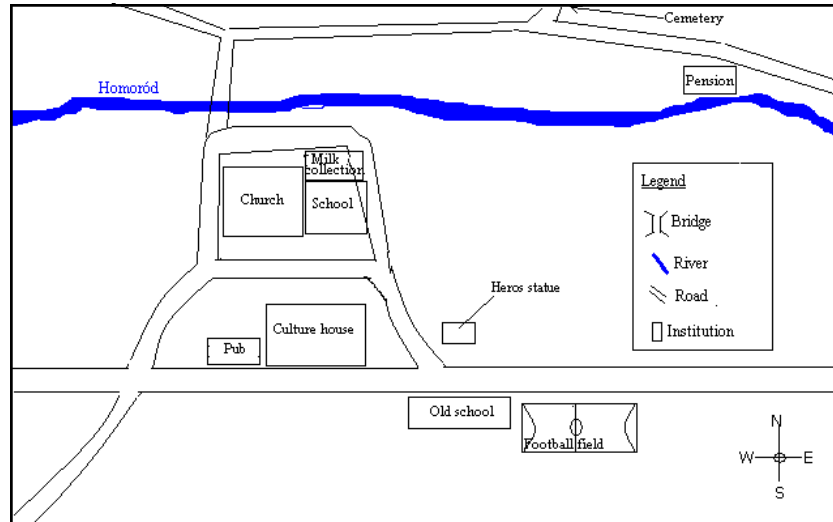 Cemetery
Homoród
Pension
Milk
collection
Church
School
Legend
Bridge
River
Road
Institution
Heros statue
Culture house
Pub
Old school
Football field
N
W
E
S